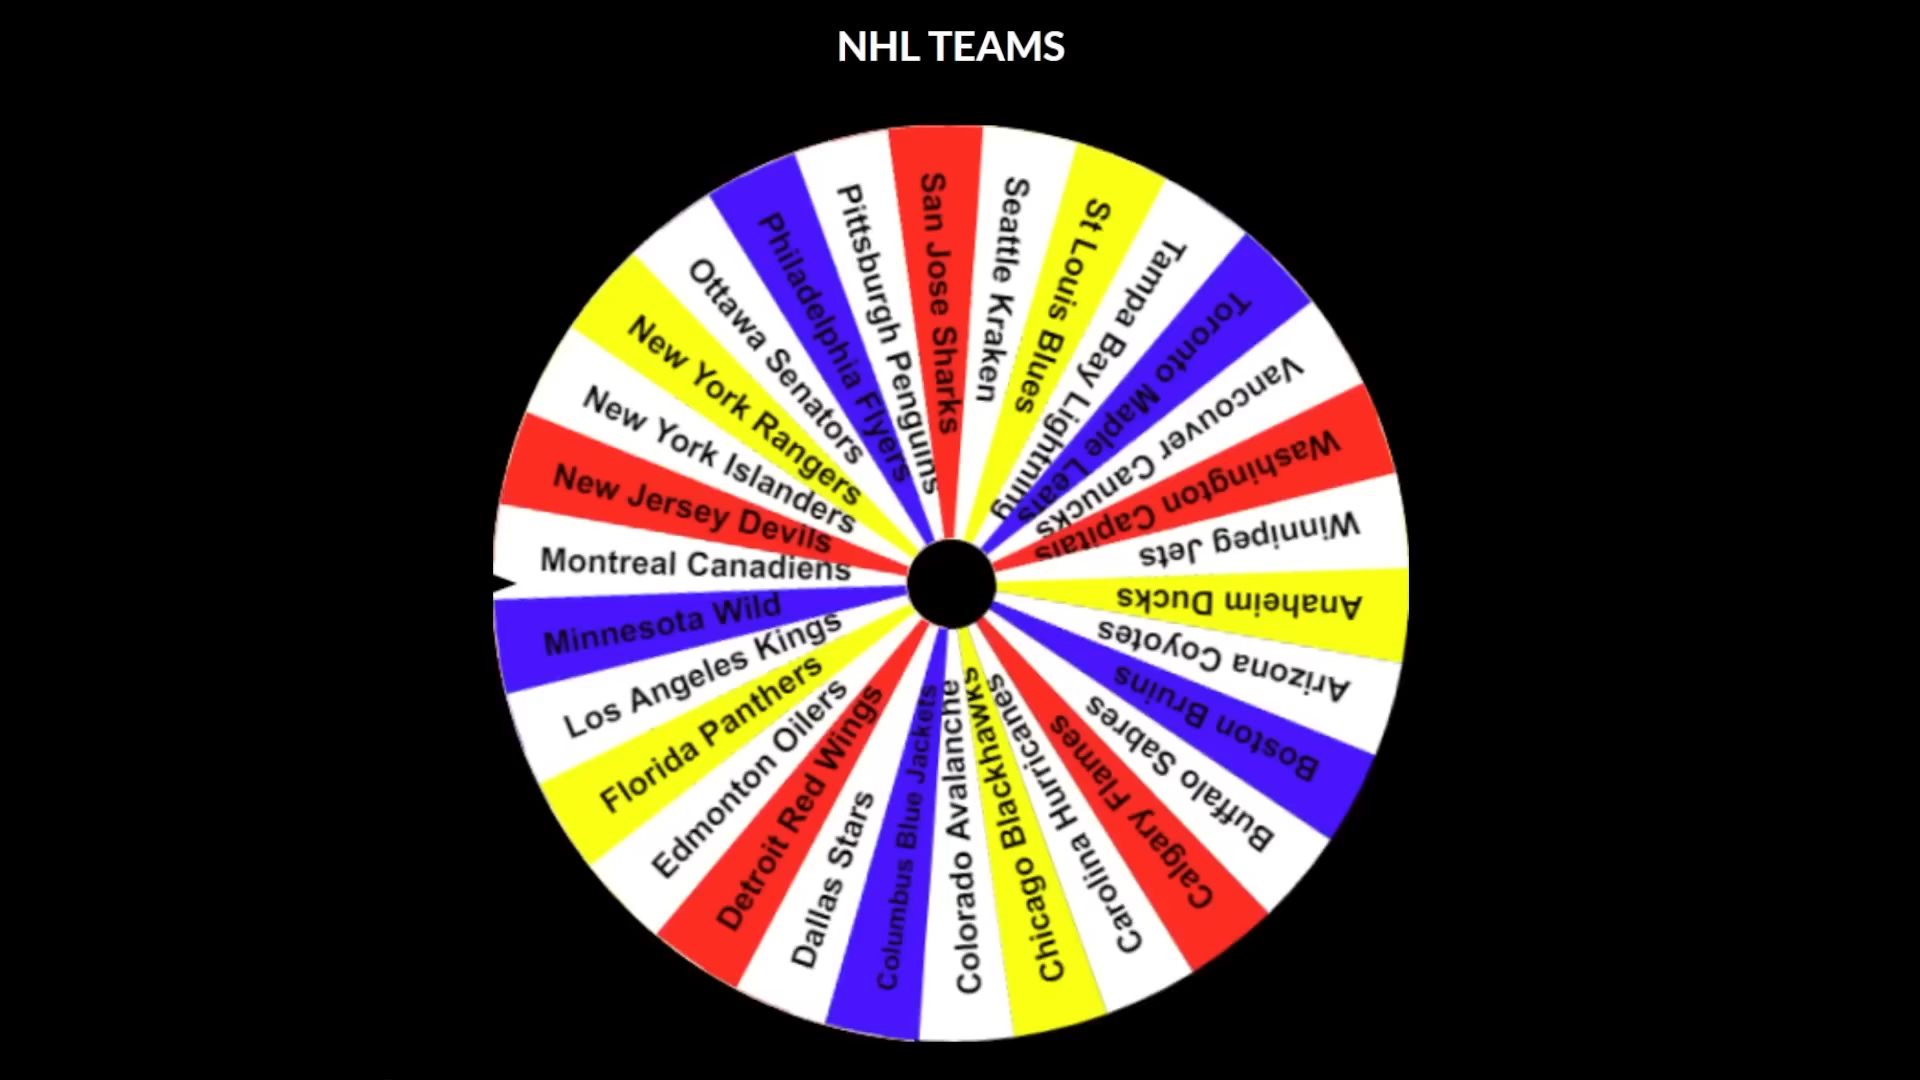 NHL TEAMS
San Jose Sharks
Seattle Kraken
St Louis Blues
Tampa Bay Lightning
Toronto Maple Leafs
Vancouver Canucks
Washington Capitals
Winnipeg Jets
Anaheim Ducks
Arizona Coyotes
Boston Bruins
Buffalo Sabres
Calgary Flames
Carolina Hurricanes
Chicago Blackhawks
Colorado Avalanche
Columbus Blue Jackets
Dallas Stars
Detroit Red Wings
Edmonton Oilers
Florida Panthers
Los Angeles Kings
Minnesota Wild
Montreal Canadiens
New Jersey Devils
New York Islanders
New York Rangers
Ottawa Senators
Philadelphia Flyers
Pittsburgh Penguins